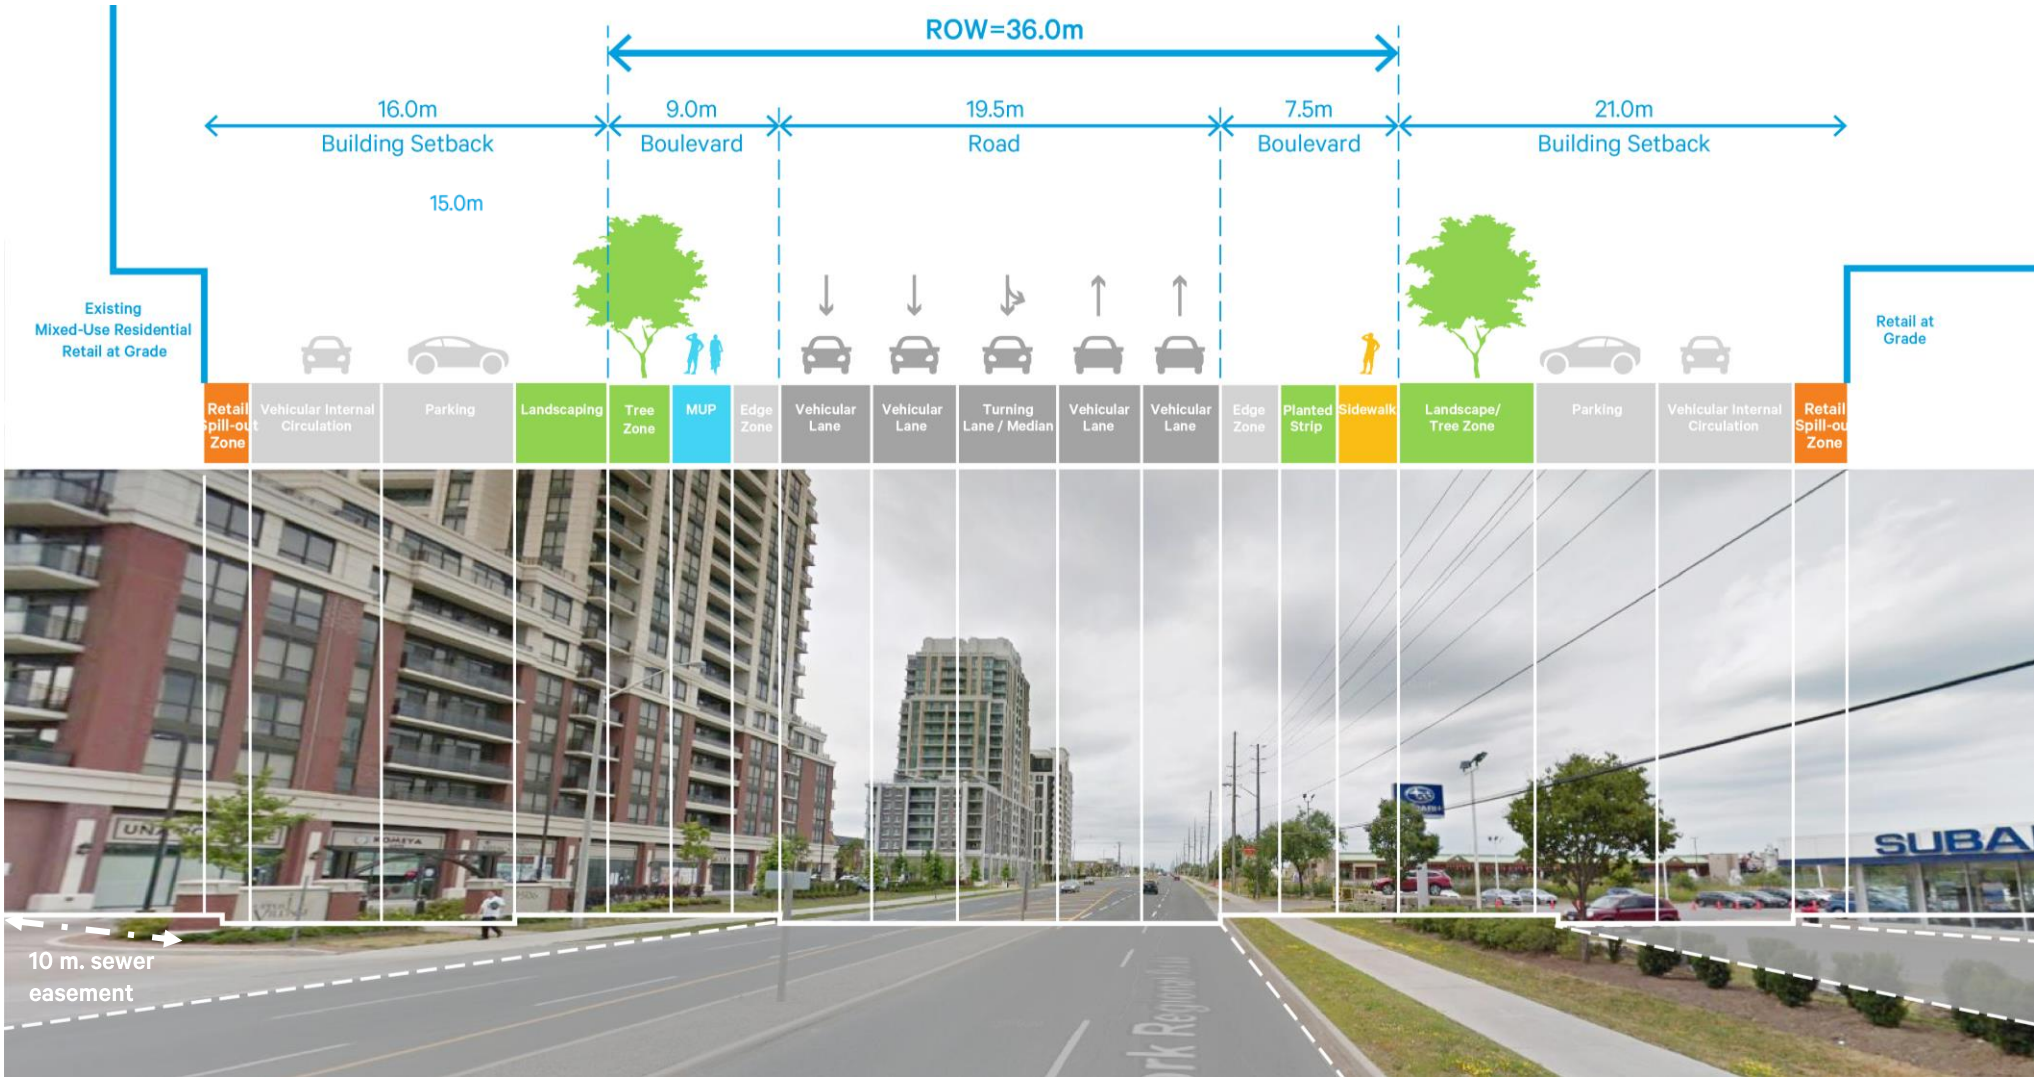 ROW=36.0m
16.0m
9.0m
19.5m
7.5m
21.0m
Building Setback
Boulevard
Road
Boulevard
Building Setback
15.0m
Existing
Mixed-Use Residential
Retail at Grade
Retail at
Grade
Retail
Spill-out
Zone
Vehicular Internal
Circulation
Parking
Landscaping
Tree
Zone
MUP
Edge
Zone
Vehicular
Lane
Vehicular
Lane
Turning
Lane / Median
Vehicular
Lane
Vehicular
Lane
Edge
Zone
Planted
Strip
Sidewalk
Landscape/
Tree Zone
Parking
Vehicular Internal
Circulation
Retail
Spill-ou
Zone
KOMEYA
SUBA
10 m. sewer
easement
rk Regional